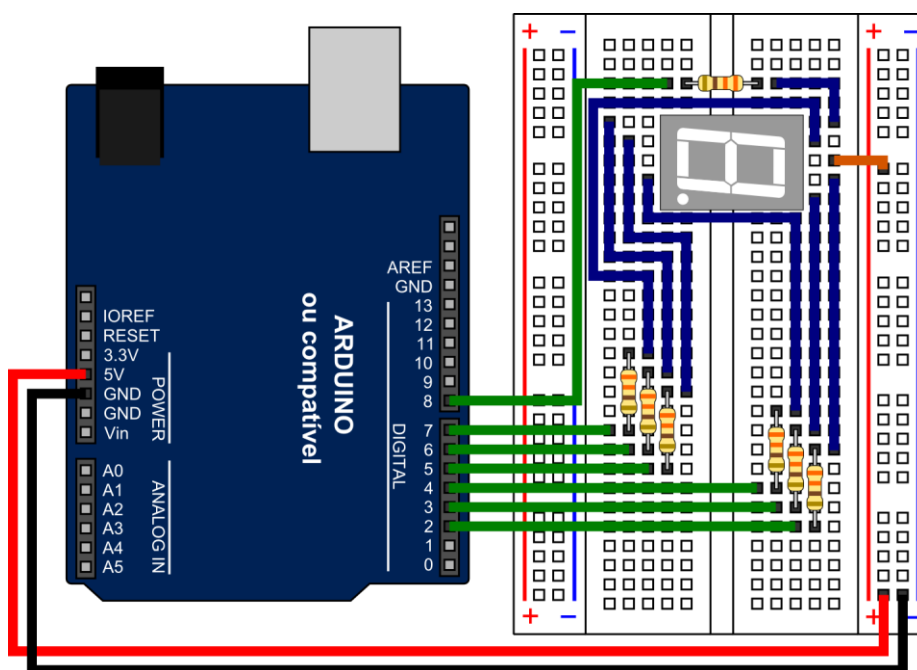 + −
+ −
AREF
GND
13
12
11
10
9
8
7
6
5
4
3
2
1
0
DIGITAL
ARDUINO
ou compatível
IOREF
RESET
3.3V
5V
GND
GND
Vin
POWER
A0
A1
A2
A3
A4
A5
ANALOG IN
+ −
+ −